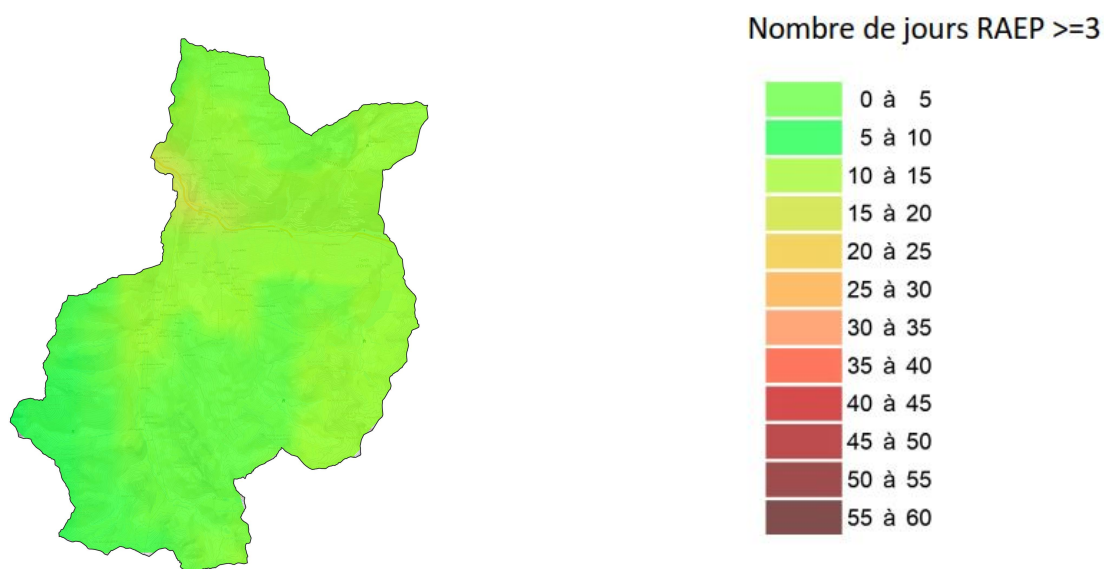 Nombre de jours RAEP >=3
0 à 5
5 à 10
10 à 15
15 à 20
20 à 25
25 à 30
30 à 35
35 à 40
40 à 45
45 à 50
50 à 55
55 à 60